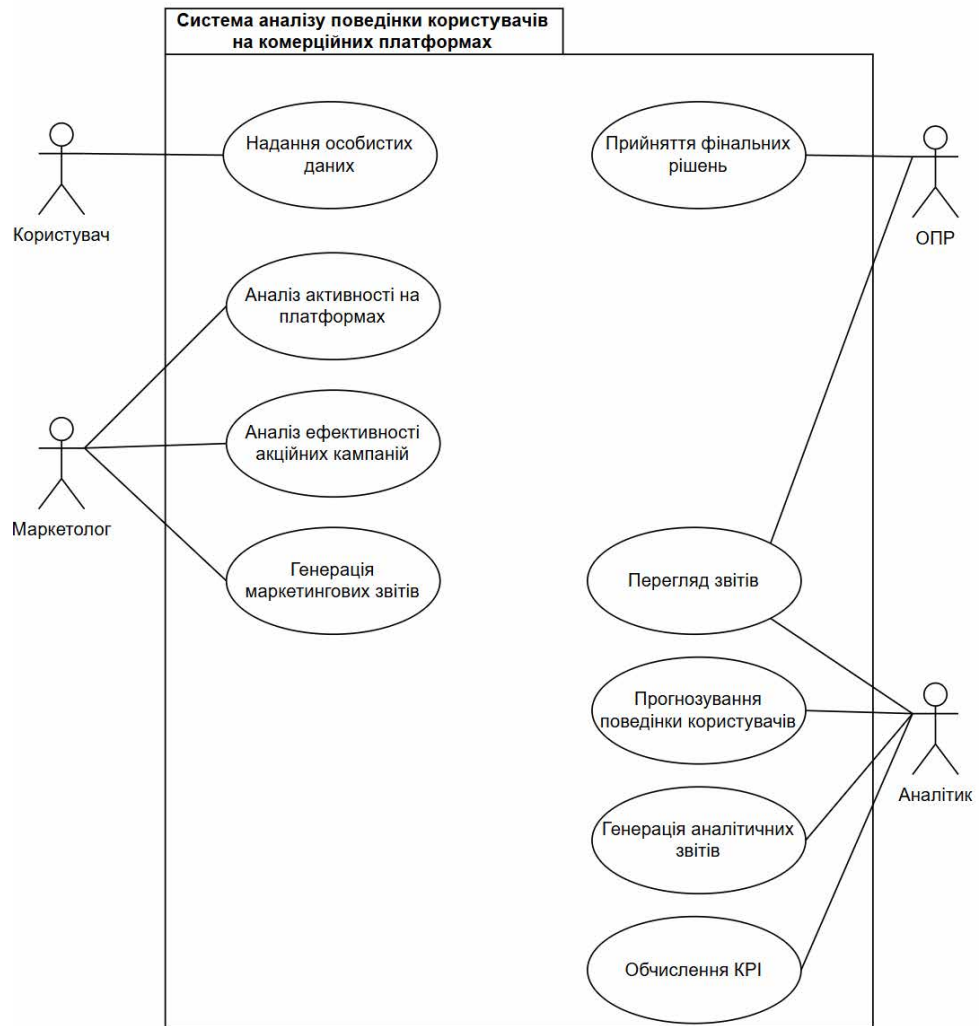 Система аналізу поведінки користувачів
на комерційних платформах
Надання особистих
даних
Прийняття фінальних
рішень
Користувач
ОПР
Аналіз активності на
платформах
Аналіз ефективності
акційних кампаній
Маркетолог
Генерація
маркетингових звітів
Перегляд звітів
Прогнозування
поведінки користувачів
Аналітик
Генерація аналітичних
звітів
Обчислення KPI